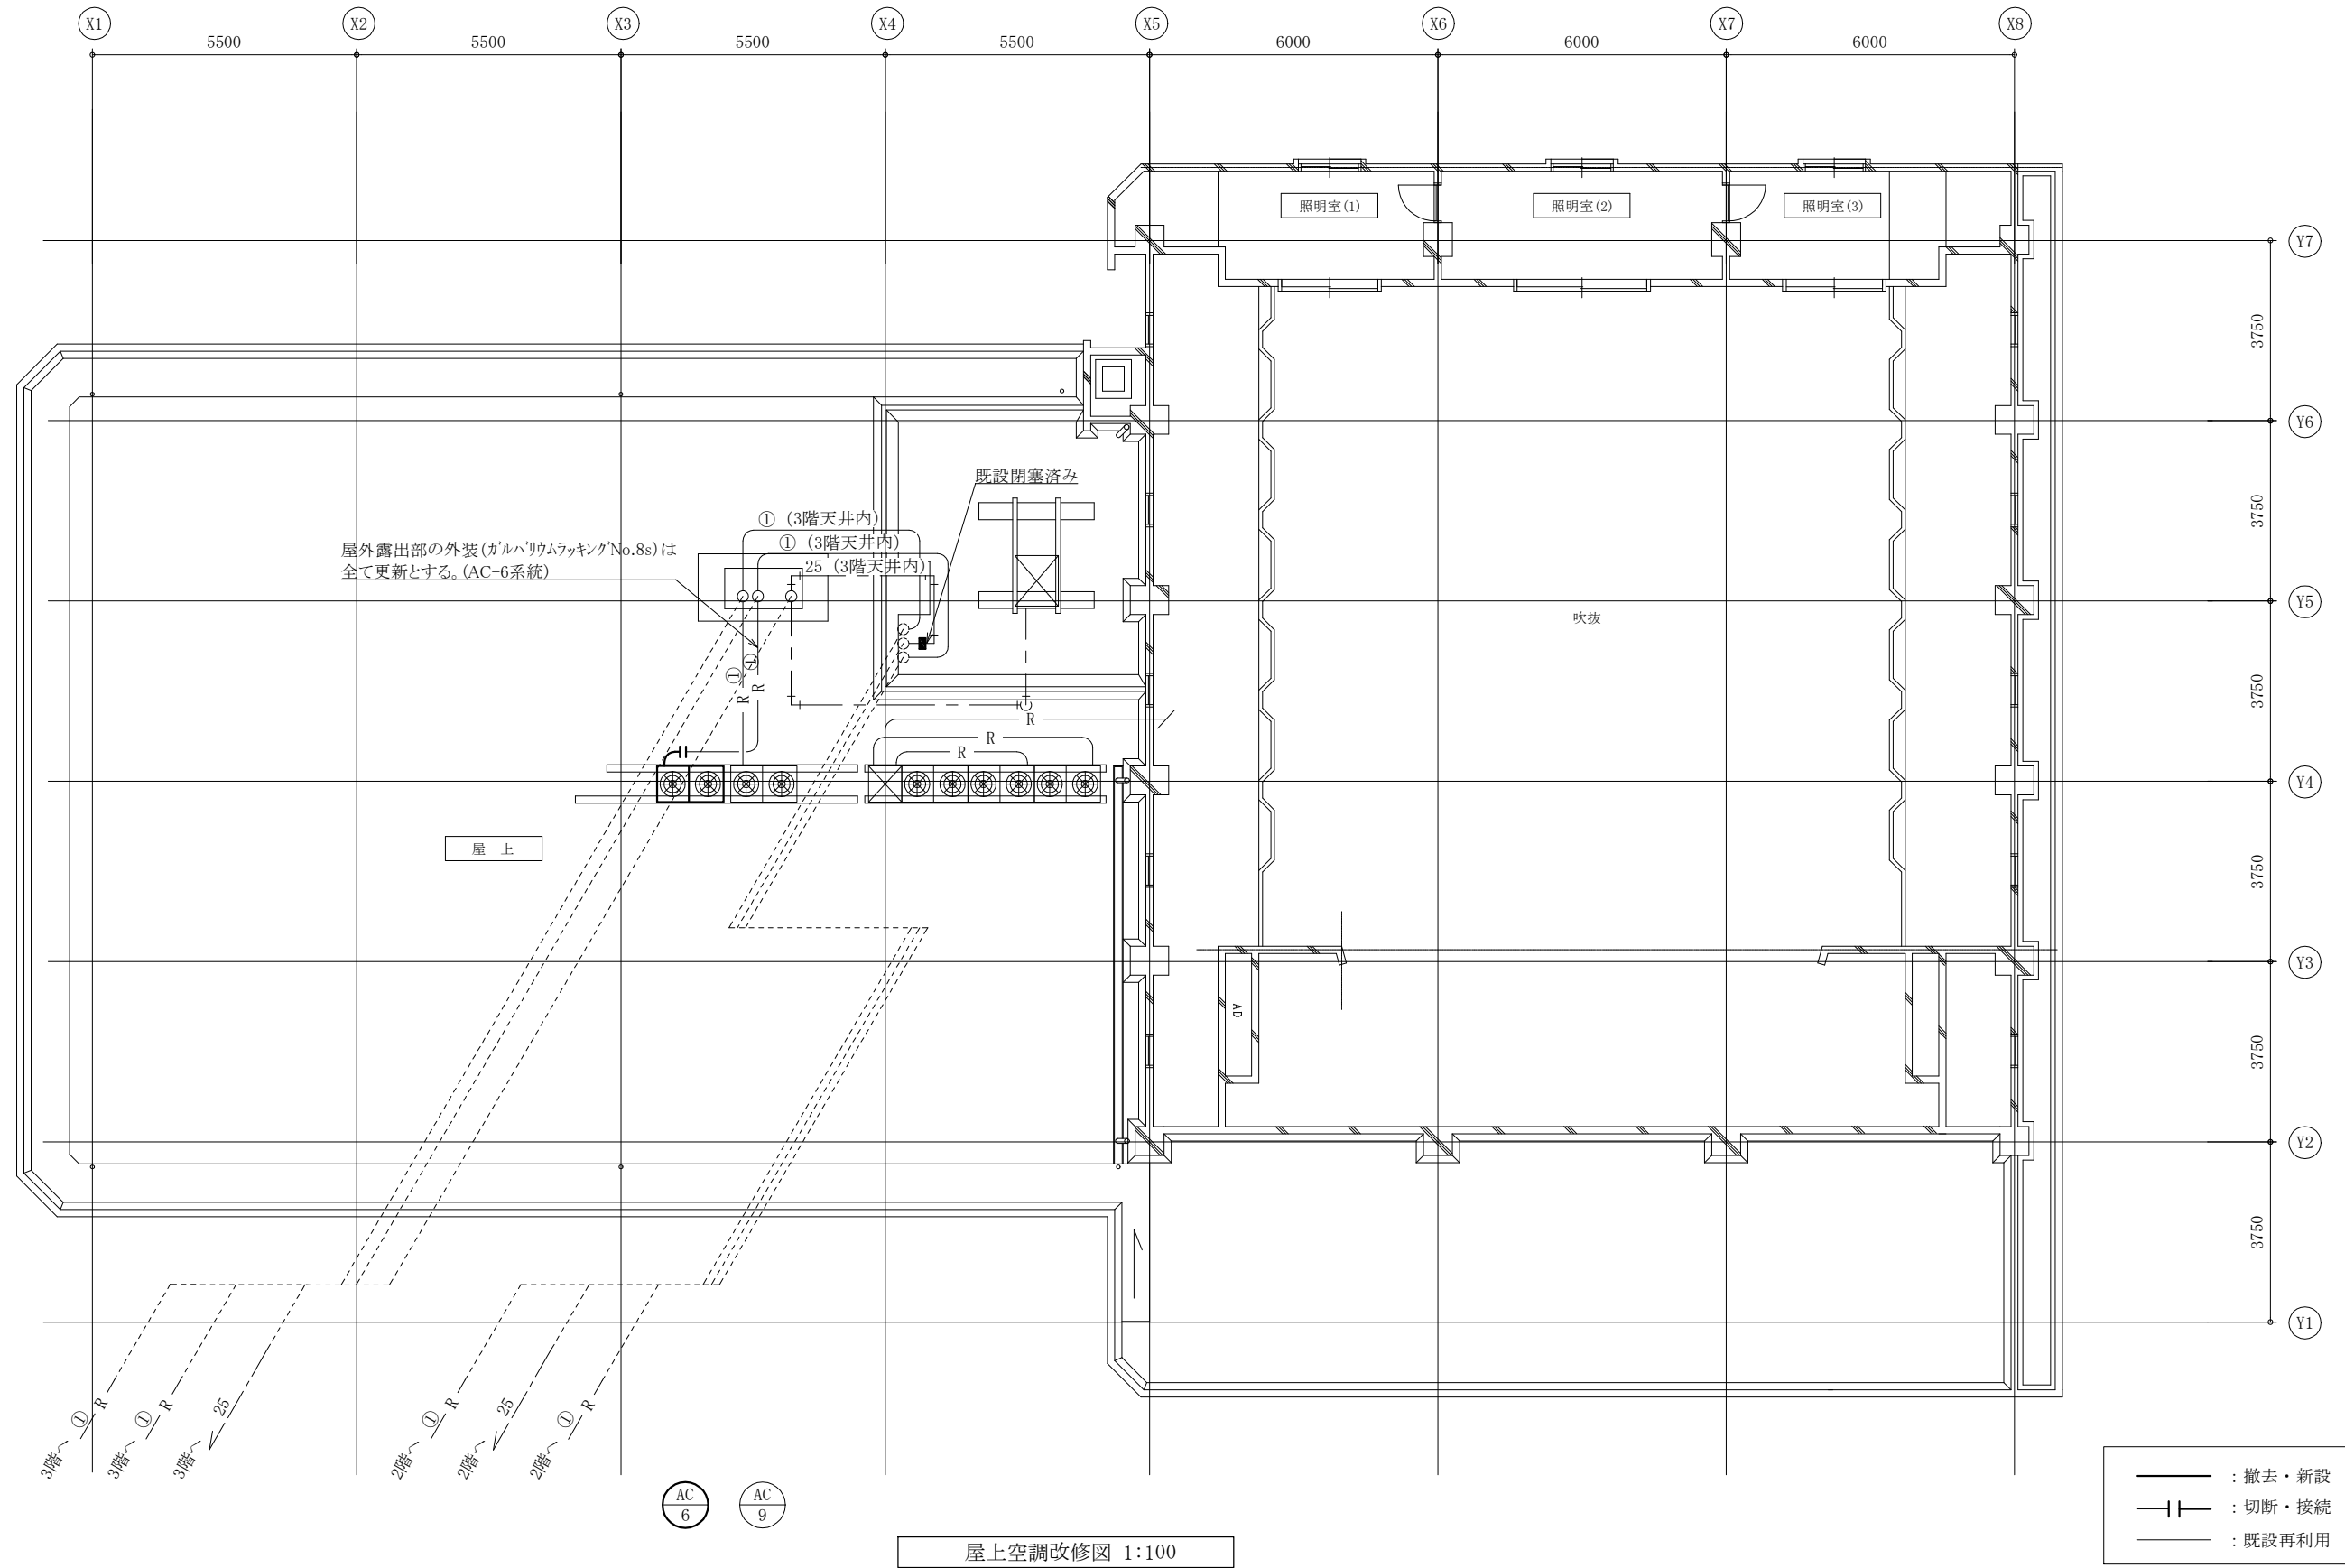 X1
X2
X3
X4
X5
X6
X7
X8
5500
5500
5500
5500
6000
6000
6000
照明室(1)
照明室(2)
照明室(3)
Y7
3750
Y6
既設閉塞済み
3750
① (3階天井内)
① (3階天井内)
25 (3階天井内)
屋外露出部の外装(ガルバリウムラッキングNo.8s)は
全て更新とする。(AC-6系統)
Y5
吹抜
① ①
R R
3750
R
R
R
Y4
屋 上
3750
Y3
AD
3750
Y2
3750
Y1
3階へ ① R
3階へ ① R
3階へ 25
2階へ ① R
2階へ 25
2階へ ① R
AC
6
AC
9
屋上空調改修図 1:100
：撤去・新設
：切断・接続
：既設再利用